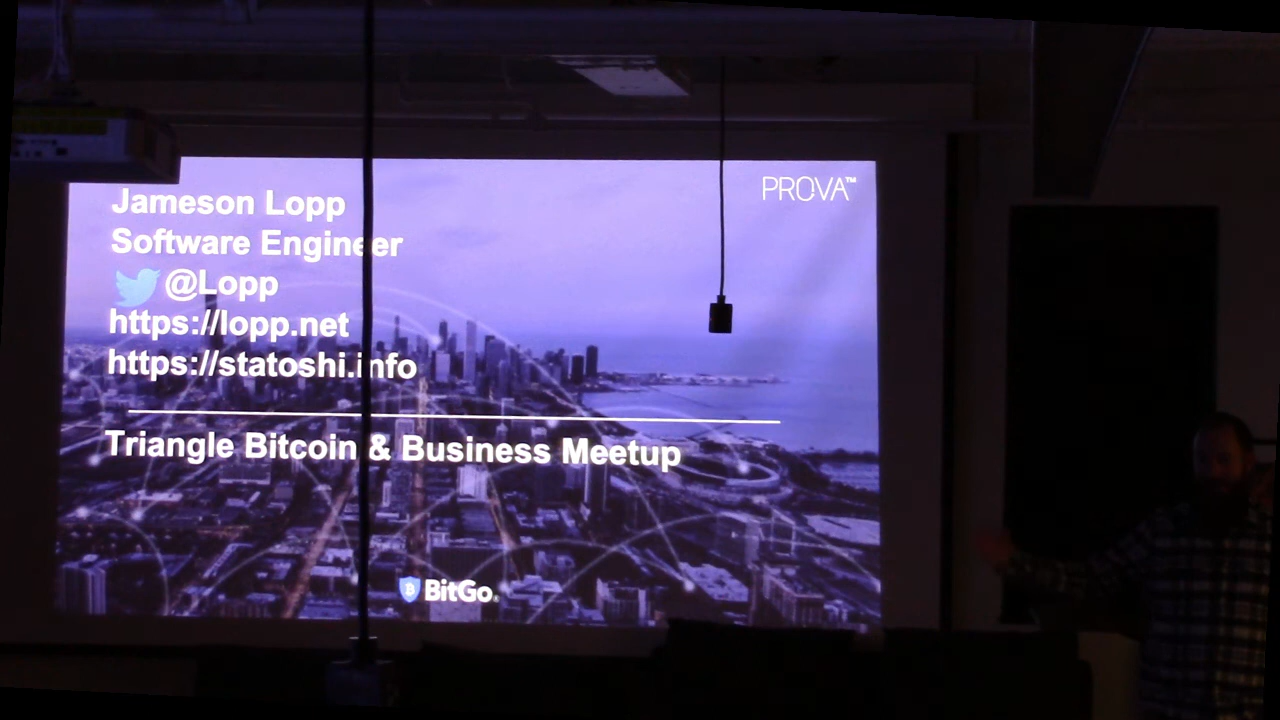 PROVA™
Jameson Lopp
Software Engineer
@Lopp
https://lopp.net
https://statoshi.info
Triangle Bitcoin & Business Meetup
BitGo